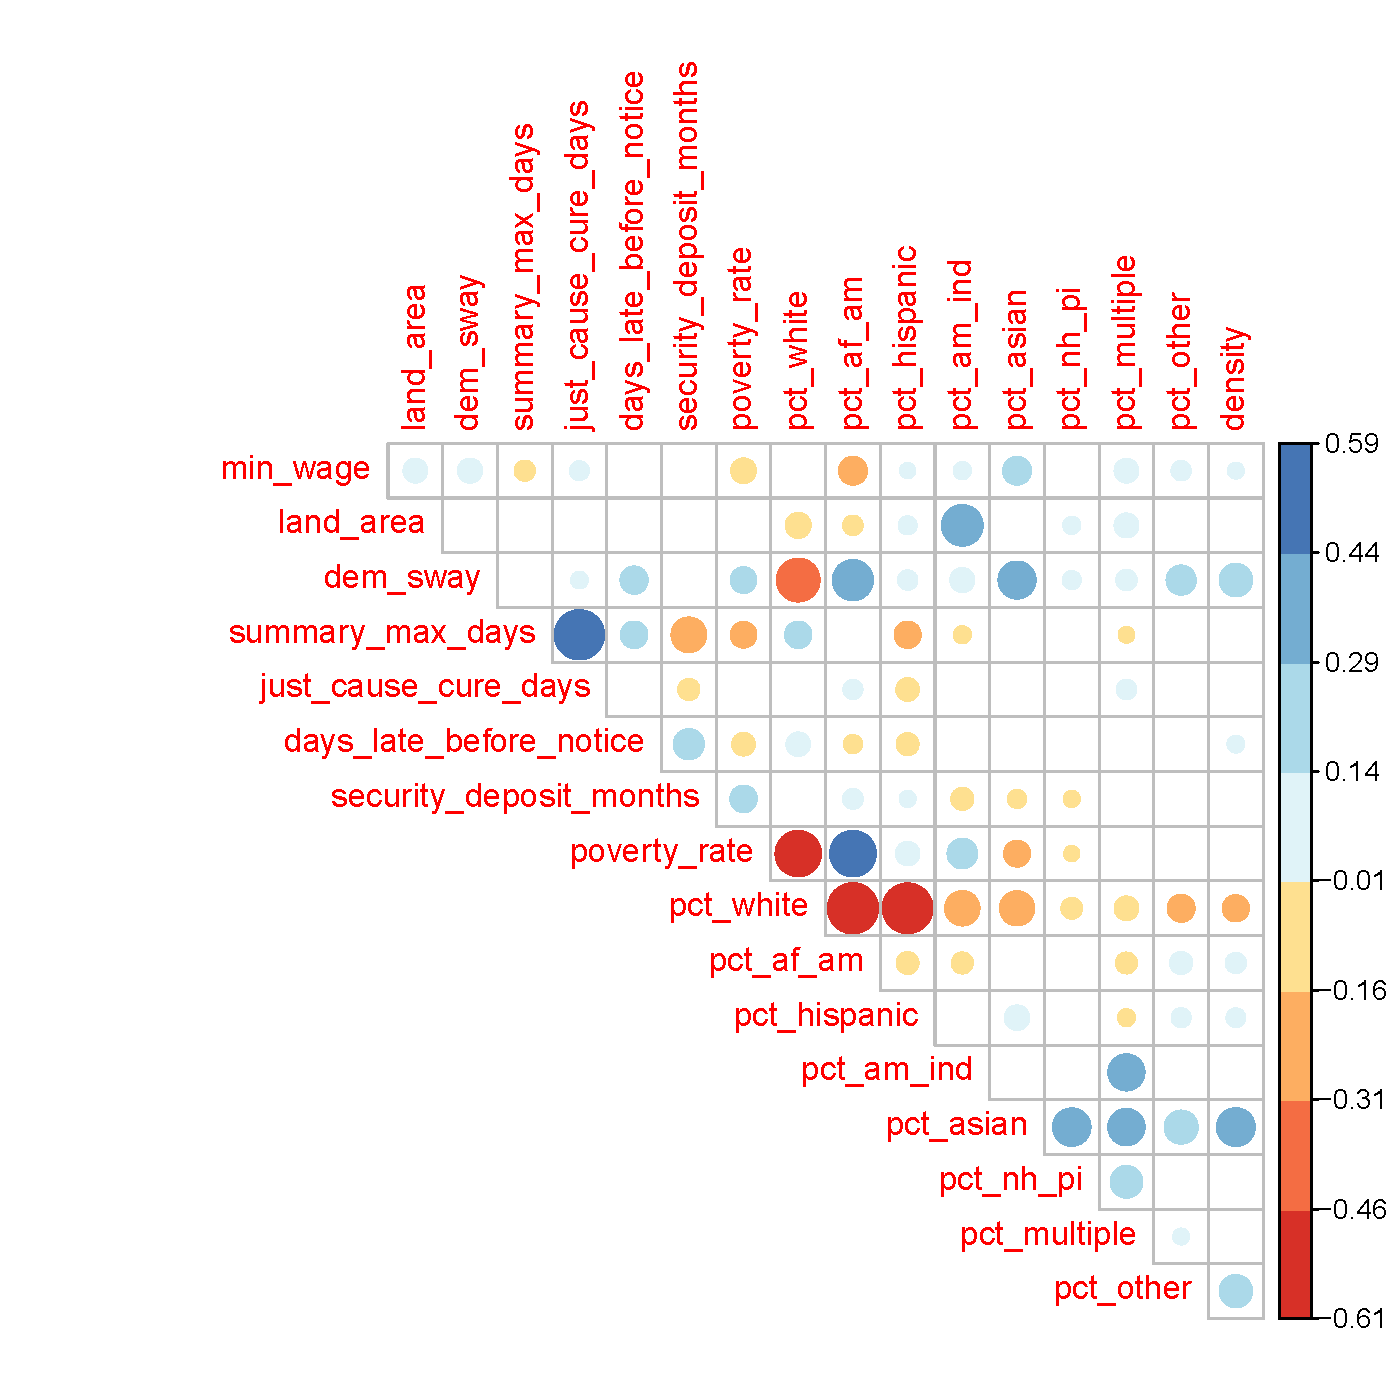 land_area
dem_sway
summary_max_days
just_cause_cure_days
days_late_before_notice
security_deposit_months
poverty_rate
pct_white
pct_af_am
pct_hispanic
pct_am_ind
pct_asian
pct_nh_pi
pct_multiple
pct_other
density
min_wage
land_area
dem_sway
summary_max_days
just_cause_cure_days
days_late_before_notice
security_deposit_months
poverty_rate
pct_white
pct_af_am
pct_hispanic
pct_am_ind
pct_asian
pct_nh_pi
pct_multiple
pct_other
0.59
0.44
0.29
0.14
−0.01
−0.16
−0.31
−0.46
−0.61